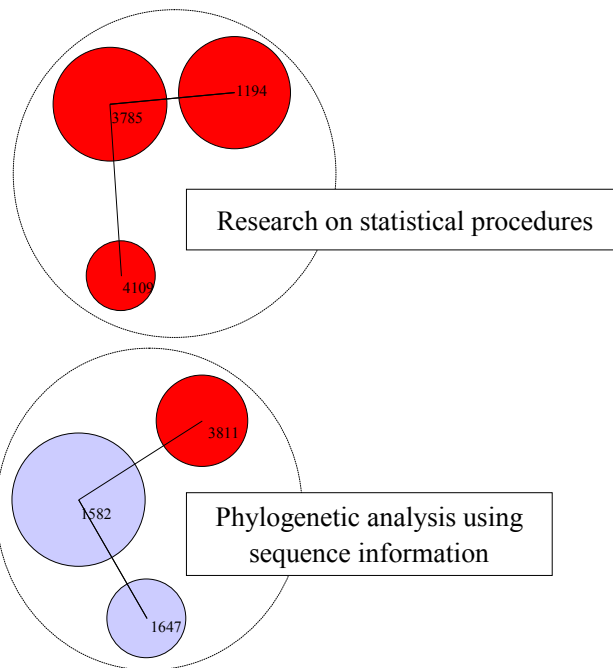 1194
3785
Research on statistical procedures
4109
3811
1582
Phylogenetic analysis using
sequence information
1647